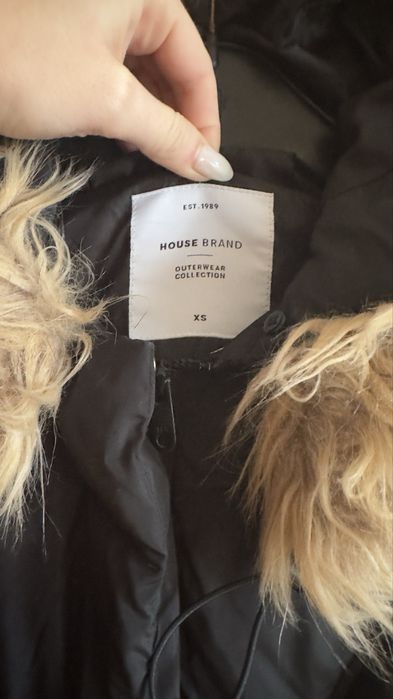 EST. 1989
HOUSE BRAND
OUTERWEAR
COLLECTION
XS